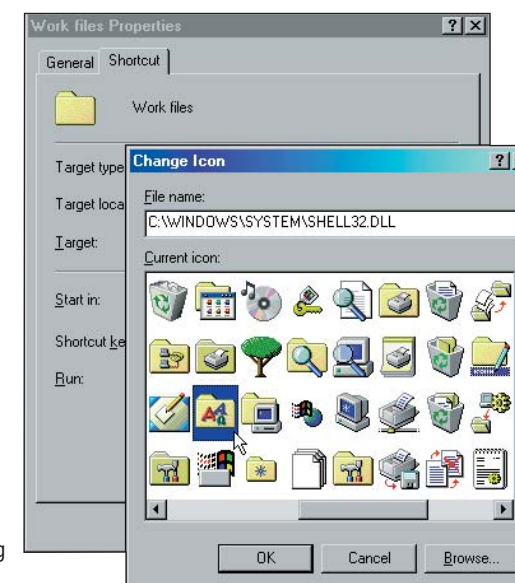 Work files Properties
General Shortcut
Work files
Target type
Target loca
Target:
Start in:
Shortcut ke
Run:
Change Icon
File name:
C:\WINDOWS\SYSTEM\SHELL32.DLL
Current icon:
OK Cancel Browse...
g